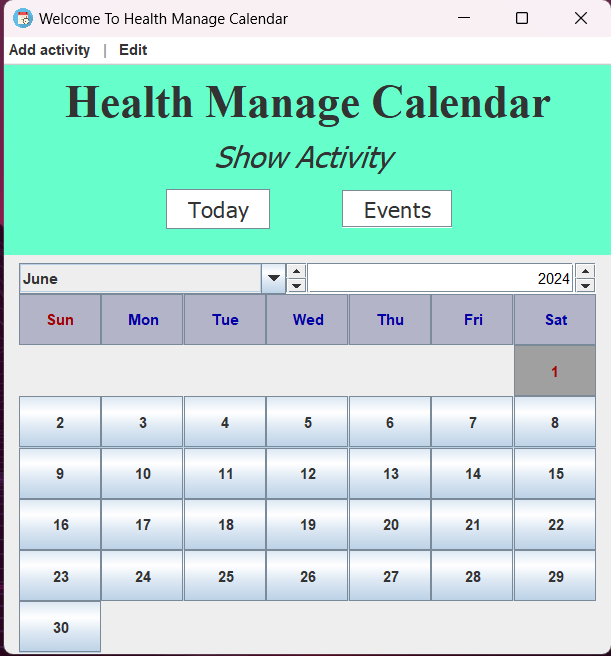 Welcome To Health Manage Calendar
Add activity | Edit
Health Manage Calendar
Show Activity
Today Events
June 2024
Sun Mon Tue Wed Thu Fri Sat
1
2 3 4 5 6 7 8
9 10 11 12 13 14 15
16 17 18 19 20 21 22
23 24 25 26 27 28 29
30